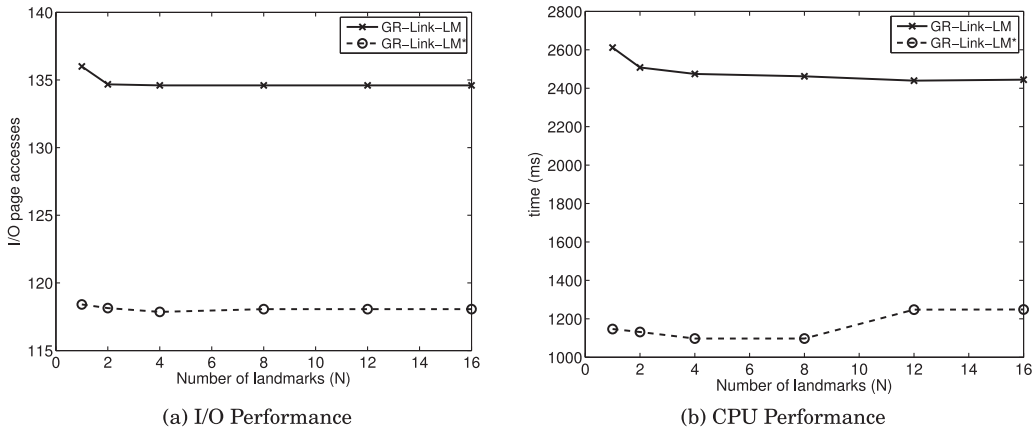 GR-Link-LM
GR-Link-LM*
140
135
130
125
120
115
I/O page accesses
0 2 4 6 8 10 12 14 16
Number of landmarks (N)
(a) I/O Performance
GR-Link-LM
GR-Link-LM*
2800
2600
2400
2200
2000
1800
1600
1400
1200
1000
time (ms)
0 2 4 6 8 10 12 14 16
Number of landmarks (N)
(b) CPU Performance